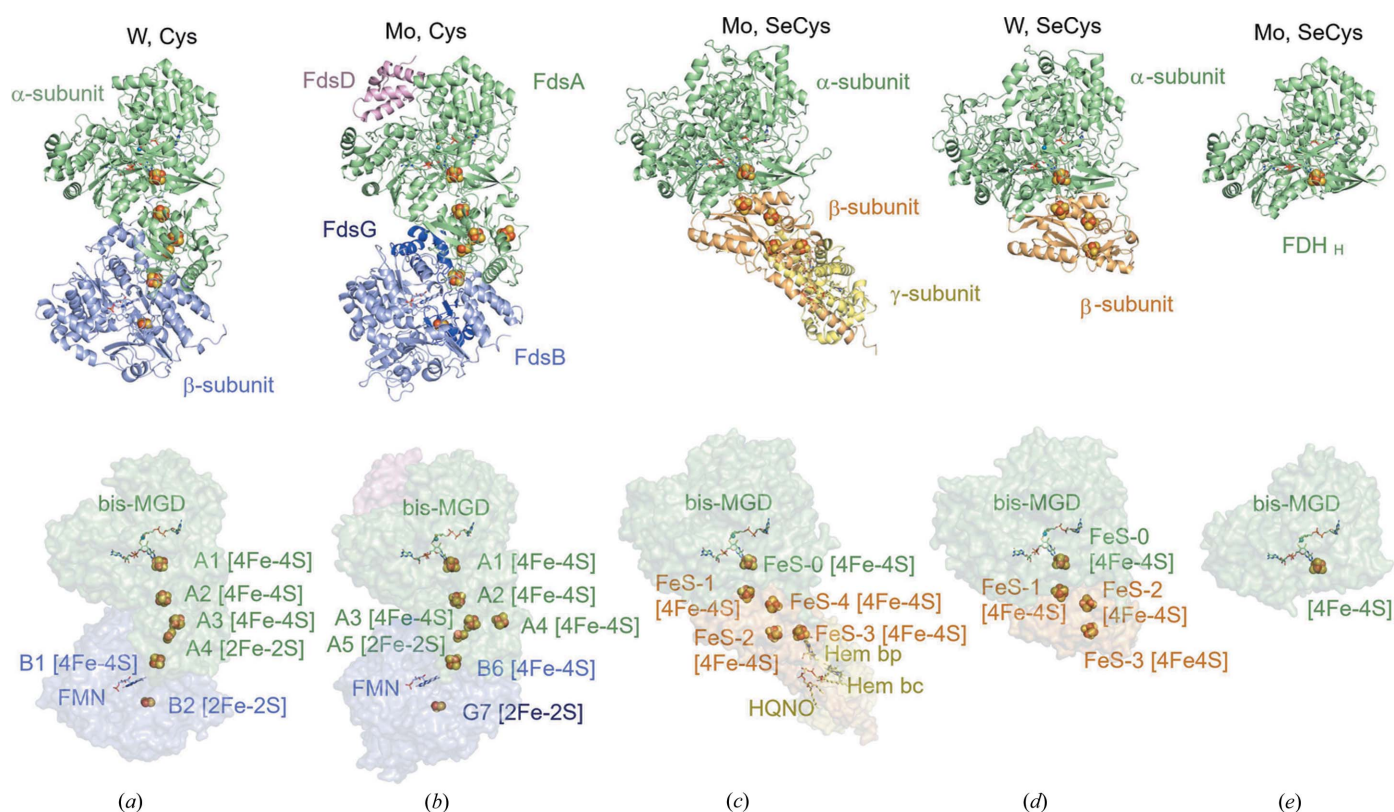 W, Cys
Mo, Cys
Mo, SeCys
W, SeCys
Mo, SeCys
α-subunit
FdsD
FdsA
α-subunit
α-subunit
FdsG
β-subunit
FDH H
γ-subunit
β-subunit
FdsB
β-subunit
bis-MGD
A1 [4Fe-4S]
A2 [4Fe-4S]
A3 [4Fe-4S]
A4 [2Fe-2S]
B1 [4Fe-4S]
FMN
B2 [2Fe-2S]
bis-MGD
A1 [4Fe-4S]
A2 [4Fe-4S]
A3 [4Fe-4S]
A4 [4Fe-4S]
A5 [2Fe-2S]
B6 [4Fe-4S]
FMN
G7 [2Fe-2S]
bis-MGD
FeS-0 [4Fe-4S]
FeS-1
[4Fe-4S]
FeS-4 [4Fe-4S]
FeS-2
[4Fe-4S]
FeS-3 [4Fe-4S]
Hem bp
Hem bc
HQNO
bis-MGD
FeS-0
[4Fe-4S]
FeS-1
[4Fe-4S]
FeS-2
[4Fe-4S]
FeS-3 [4Fe4S]
bis-MGD
[4Fe-4S]
(a)
(b)
(c)
(d)
(e)